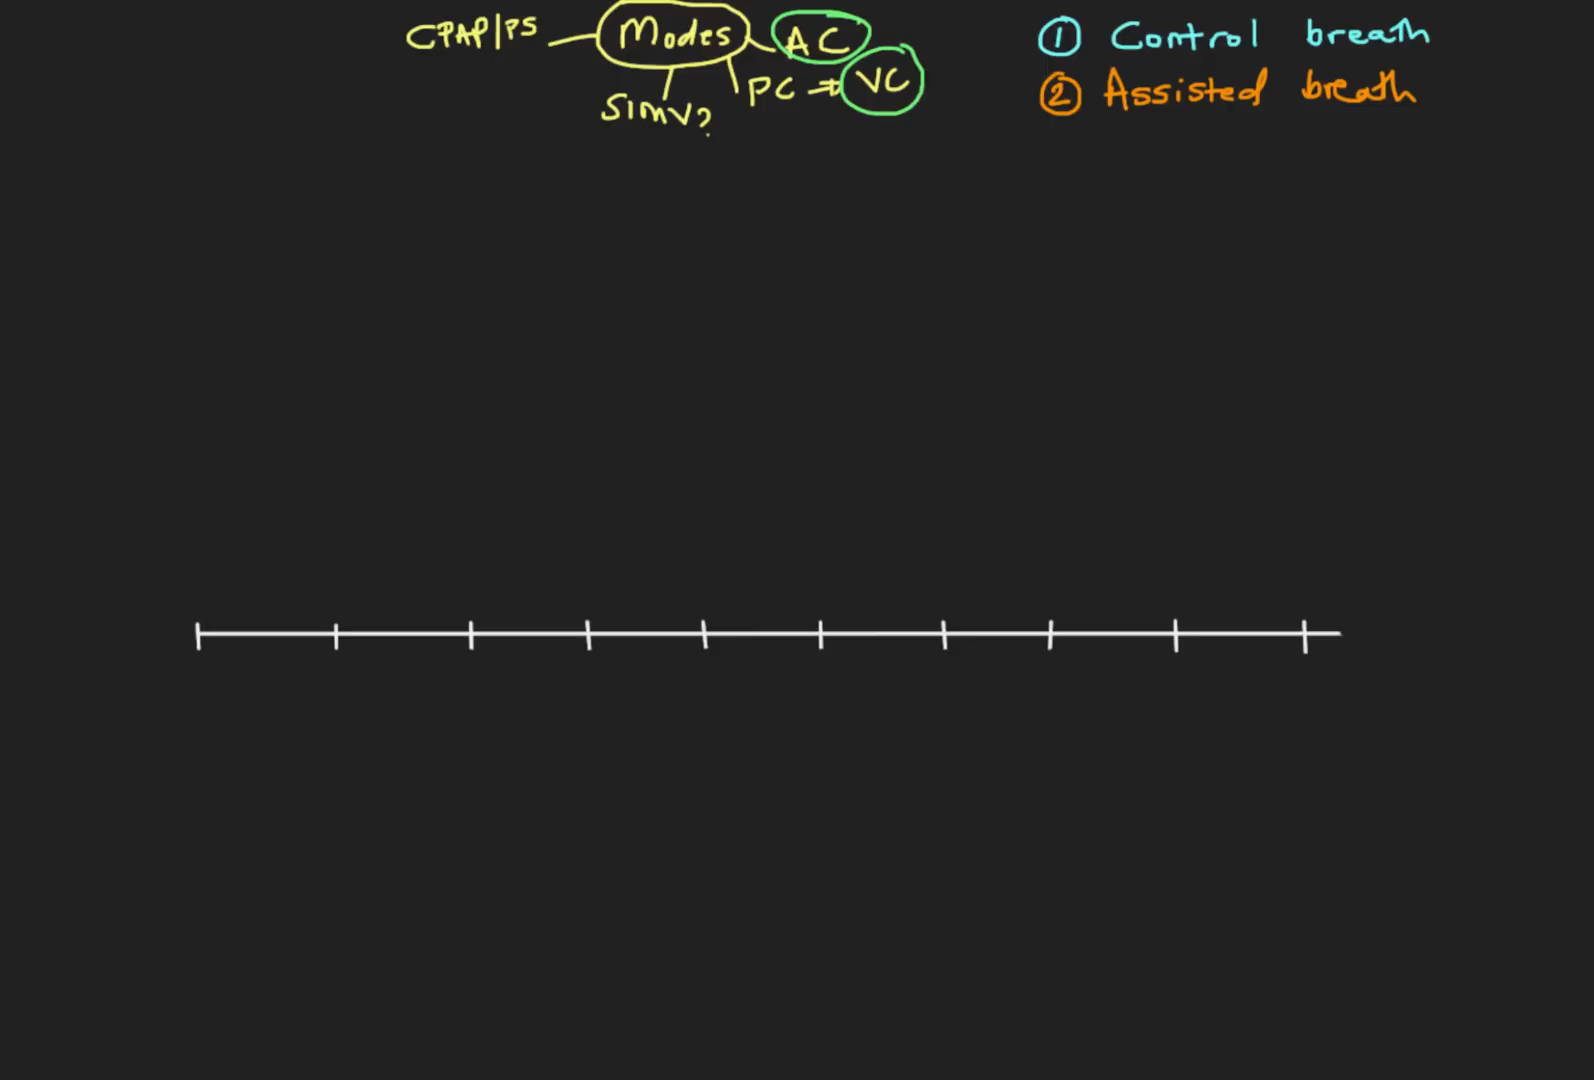 CPAP/PS Modes AC
PC → VC
SIMV?
① Control breath
② Assisted breath